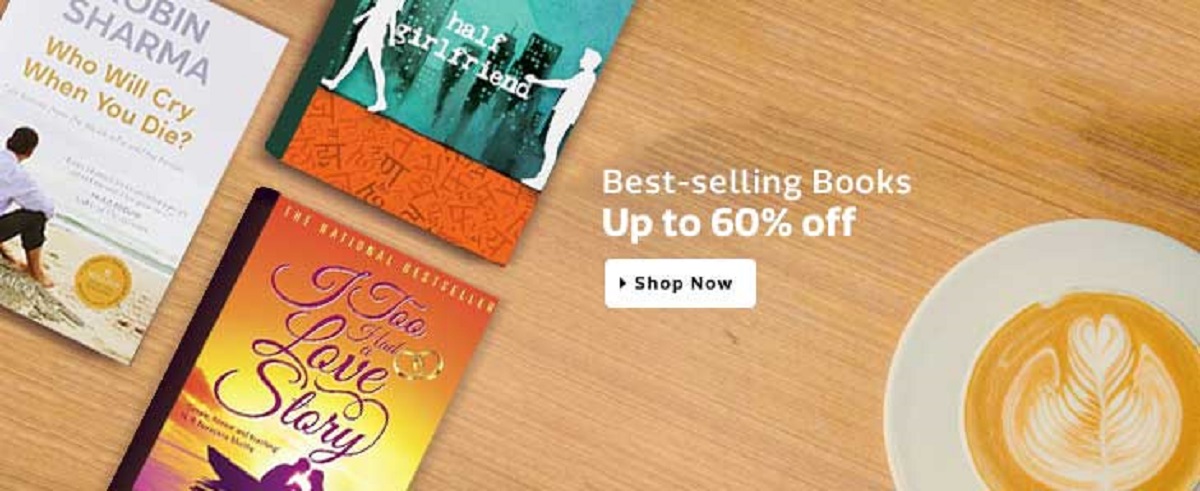 ROBIN
SHARMA
Who Will Cry
When You Die?
half
girlfriend
THE NATIONAL BESTSELLER
I Too
Had
a
Love
Story
Best-selling Books
Up to 60% off
Shop Now